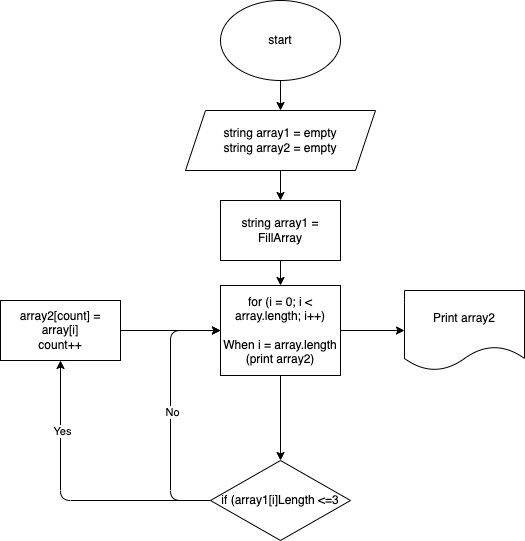 start
string array1 = empty
string array2 = empty
string array1 =
FillArray
for (i = 0; i <
array.length; i++)
When i = array.length
(print array2)
Print array2
array2[count] =
array[i]
count++
No
Yes
if (array1[i]Length <=3